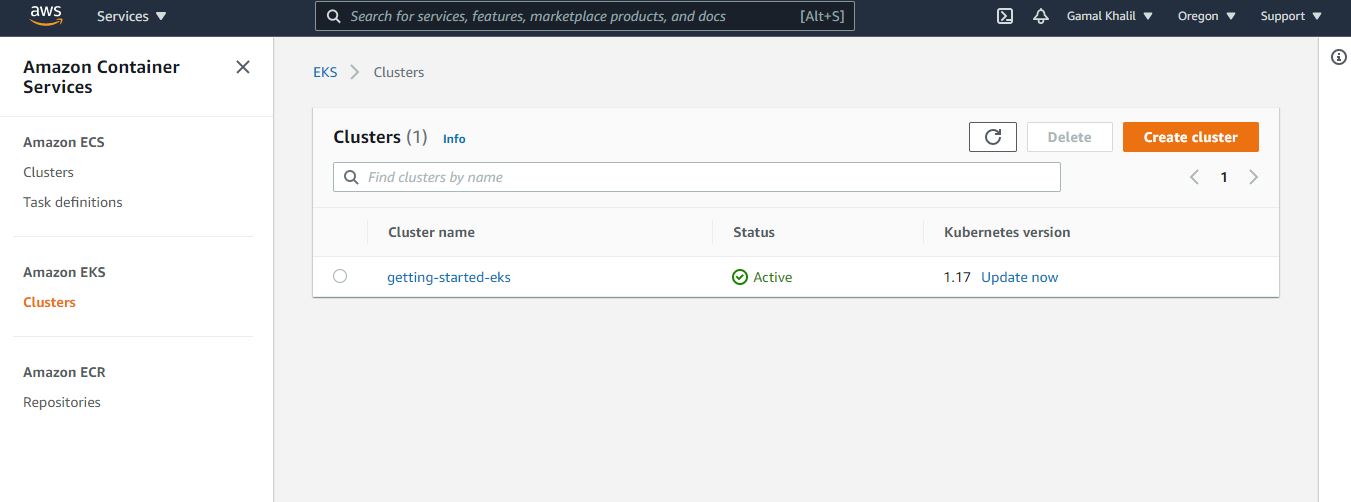 aws
Services
Search for services, features, marketplace products, and docs [Alt+S]
Gamal Khalil
Oregon
Support
Amazon Container
Services
Amazon ECS
Clusters
Task definitions
Amazon EKS
Clusters
Amazon ECR
Repositories
EKS > Clusters
Clusters (1) Info
Delete
Create cluster
Find clusters by name
1
Cluster name Status Kubernetes version
getting-started-eks Active 1.17 Update now